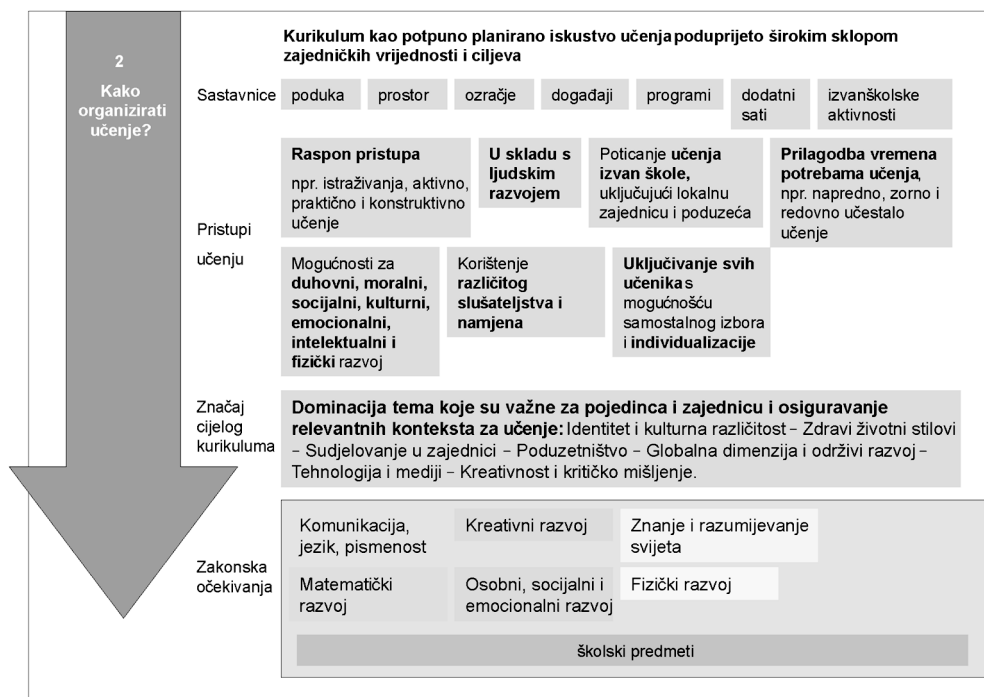 Kurikulum kao potpuno planirano iskustvo učenja poduprijeto širokim sklopom
zajedničkih vrijednosti i ciljeva
2
Kako
organizirati
učenje?
Sastavnice
poduka
prostor
ozračje
događaji
programi
dodatni
sati
izvanškolske
aktivnosti
Pristupi
učenju
Raspon pristupa
npr. istraživanja, aktivno,
praktično i konstruktivno
učenje
U skladu s
ljudskim
razvojem
Poticanje učenja
izvan škole,
uključujući lokalnu
zajednicu i poduzeća
Prilagodba vremena
potrebama učenja,
npr. napredno, zorno i
redovno učestalo
učenje
Mogućnosti za
duhovni, moralni,
socijalni, kulturni,
emocionalni,
intelektualni i
fizički razvoj
Korištenje
različitog
slušateljstva i
namjena
Uključivanje svih
učenika s
mogućnošću
samostalnog izbora
i individualizacije
Značaj
cijelog
kurikuluma
Dominacija tema koje su važne za pojedinca i zajednicu i osiguravanje
relevantnih konteksta za učenje: Identitet i kulturna različitost – Zdravi životni stilovi
– Sudjelovanje u zajednici – Poduzetništvo – Globalna dimenzija i održivi razvoj –
Tehnologija i mediji – Kreativnost i kritičko mišljenje.
Zakonska
očekivanja
Komunikacija,
jezik, pismenost
Kreativni razvoj
Znanje i razumijevanje
svijeta
Matematički
razvoj
Osobni, socijalni i
emocionalni razvoj
Fizički razvoj
školski predmeti